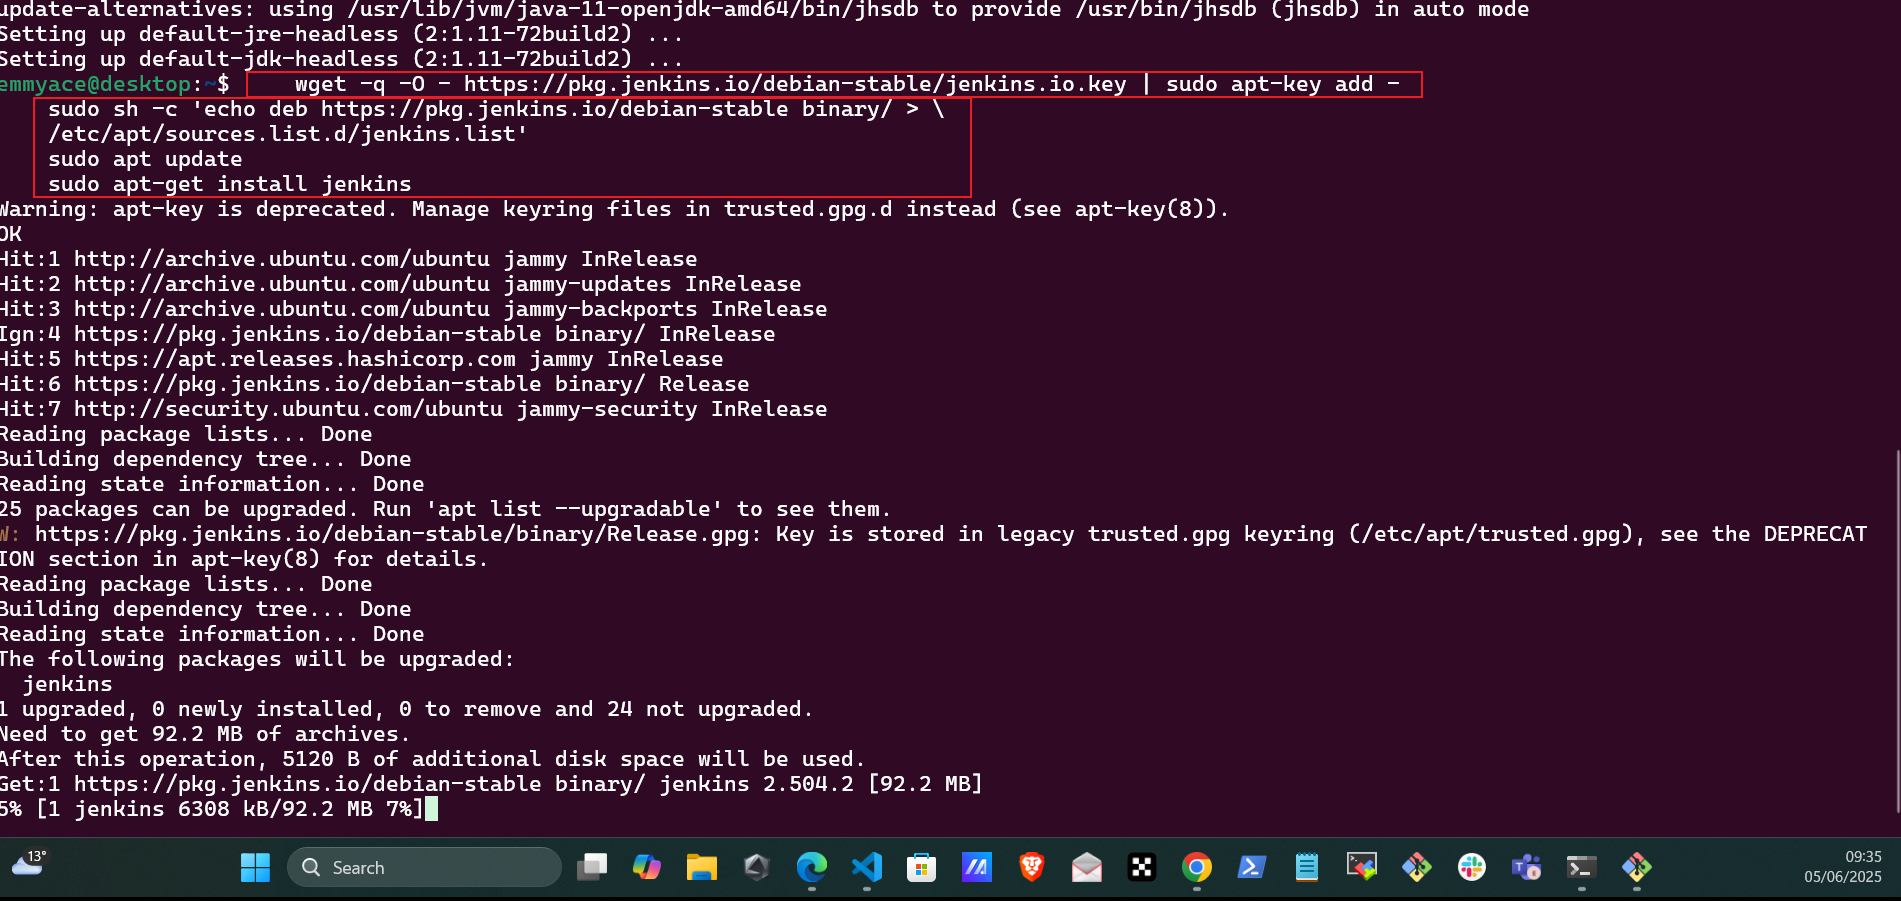 update-alternatives: using /usr/lib/jvm/java-11-openjdk-amd64/bin/jhsdb to provide /usr/bin/jhsdb (jhsdb) in auto mode
Setting up default-jre-headless (2:1.11-72build2) ...
Setting up default-jdk-headless (2:1.11-72build2) ...
emmyace@desktop:~$     wget -q -O - https://pkg.jenkins.io/debian-stable/jenkins.io.key | sudo apt-key add -
    sudo sh -c 'echo deb https://pkg.jenkins.io/debian-stable binary/ > \
    /etc/apt/sources.list.d/jenkins.list'
    sudo apt update
    sudo apt-get install jenkins
Warning: apt-key is deprecated. Manage keyring files in trusted.gpg.d instead (see apt-key(8)).
OK
Hit:1 http://archive.ubuntu.com/ubuntu jammy InRelease
Hit:2 http://archive.ubuntu.com/ubuntu jammy-updates InRelease
Hit:3 http://archive.ubuntu.com/ubuntu jammy-backports InRelease
Ign:4 https://pkg.jenkins.io/debian-stable binary/ InRelease
Hit:5 https://apt.releases.hashicorp.com jammy InRelease
Hit:6 https://pkg.jenkins.io/debian-stable binary/ Release
Hit:7 http://security.ubuntu.com/ubuntu jammy-security InRelease
Reading package lists... Done
Building dependency tree... Done
Reading state information... Done
25 packages can be upgraded. Run 'apt list --upgradable' to see them.
W: https://pkg.jenkins.io/debian-stable/binary/Release.gpg: Key is stored in legacy trusted.gpg keyring (/etc/apt/trusted.gpg), see the DEPRECAT
ION section in apt-key(8) for details.
Reading package lists... Done
Building dependency tree... Done
Reading state information... Done
The following packages will be upgraded:
  jenkins
1 upgraded, 0 newly installed, 0 to remove and 24 not upgraded.
Need to get 92.2 MB of archives.
After this operation, 5120 B of additional disk space will be used.
Get:1 https://pkg.jenkins.io/debian-stable binary/ jenkins 2.504.2 [92.2 MB]
5% [1 jenkins 6308 kB/92.2 MB 7%]
13°
Search
09:35
05/06/2025